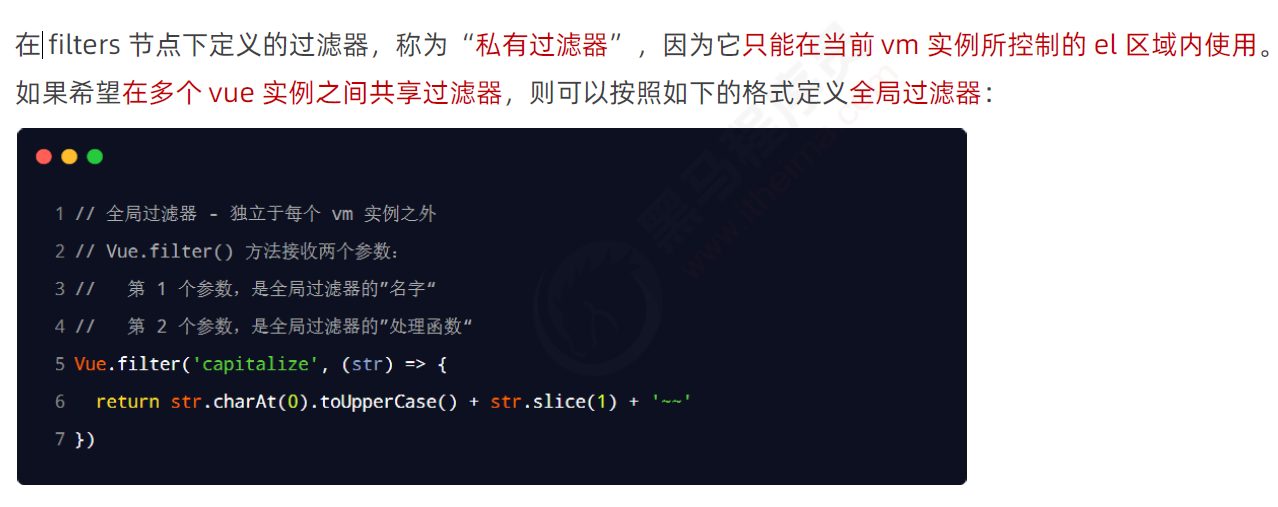 在 filters 节点下定义的过滤器，称为“私有过滤器”，因为它只能在当前 vm 实例所控制的 el 区域内使用。
如果希望在多个 vue 实例之间共享过滤器，则可以按照如下的格式定义全局过滤器：
1 // 全局过滤器 - 独立于每个 vm 实例之外
2 // Vue.filter() 方法接收两个参数：
3 //   第 1 个参数，是全局过滤器的”名字“
4 //   第 2 个参数，是全局过滤器的”处理函数“
5 Vue.filter('capitalize', (str) => {
6   return str.charAt(0).toUpperCase() + str.slice(1) + '~~'
7 })